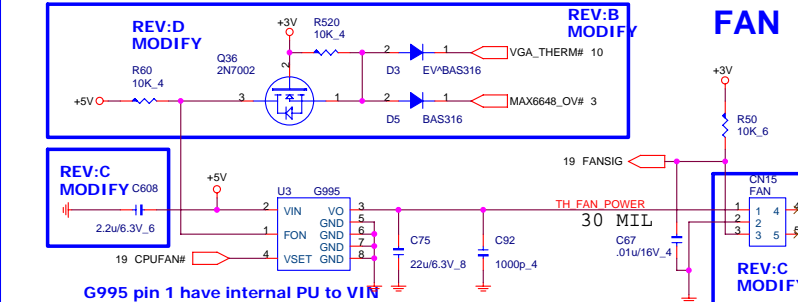 REV:D
MODIFY
+3V
R520
10K_4
REV:B
MODIFY
FAN
Q36
2N7002
2
2 1
VGA_THERM# 10
D3 EV^BAS316
R60
10K_4
+5V
3
1
2 1
MAX6648_OV# 3
D5 BAS316
+3V
R50
10K_6
19 FANSIG
REV:C
MODIFY
C608
2.2u/6.3V_6
+5V
U3 G995
2 VIN VO 3
GND 5
1 FON GND 6
GND 7
4 VSET GND 8
19 CPUFAN#
C75
22u/6.3V_8
C92
1000p_4
TH_FAN_POWER
30 MIL
C67
.01u/16V_4
CN15
FAN
1 1 4 4
2 2
3 3 5
REV:C
G995 pin 1 have internal PU to VIN